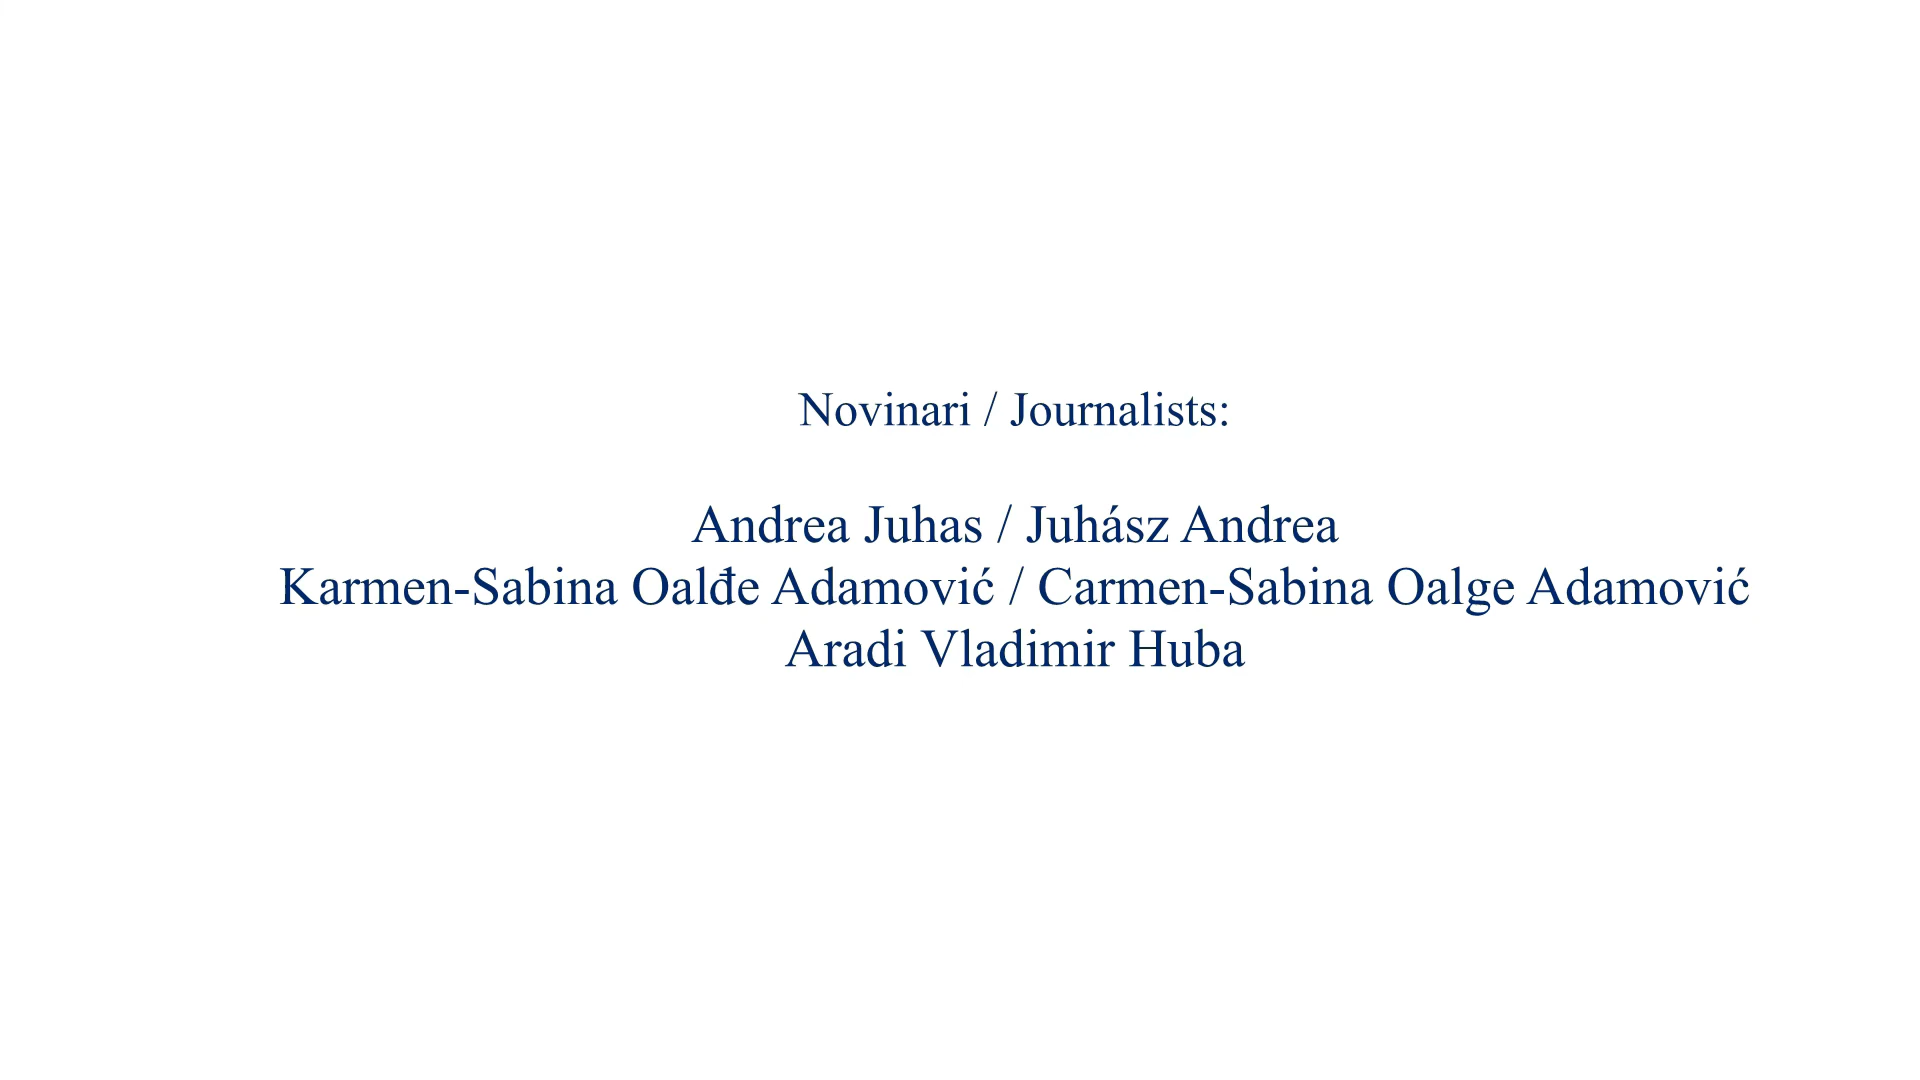 Novinari / Journalists:
Andrea Juhas / Juhász Andrea
Karmen-Sabina Oalđe Adamović / Carmen-Sabina Oalge Adamović
Aradi Vladimir Huba